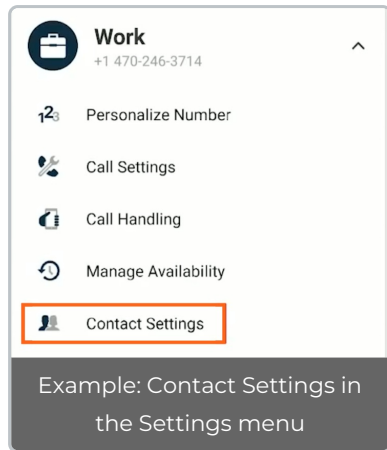 Work
+1 470-246-3714
123 Personalize Number
Call Settings
Call Handling
Manage Availability
Contact Settings
Example: Contact Settings in
the Settings menu